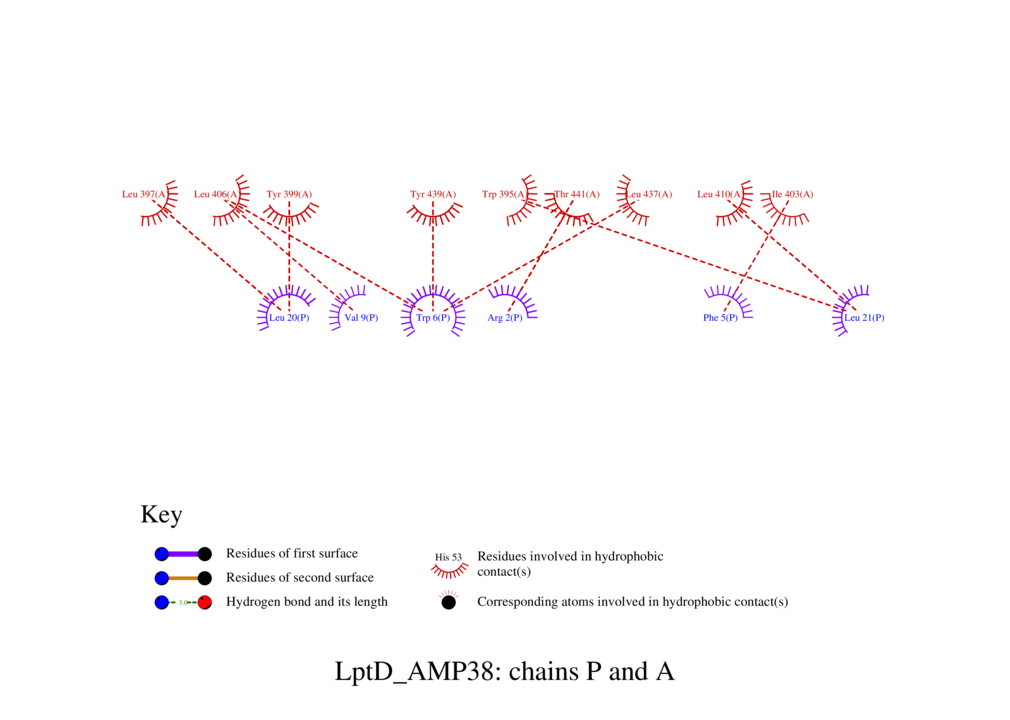 Leu 397(A) Leu 406(A) Tyr 399(A) Tyr 439(A) Trp 395(A) Thr 441(A) Leu 437(A) Leu 410(A) Ile 403(A)
Leu 20(P) Val 9(P) Trp 6(P) Arg 2(P) Phe 5(P) Leu 21(P)
Key
Residues of first surface
Residues of second surface
3.0 Hydrogen bond and its length
His 53 Residues involved in hydrophobic
contact(s)
Corresponding atoms involved in hydrophobic contact(s)
LptD_AMP38: chains P and A